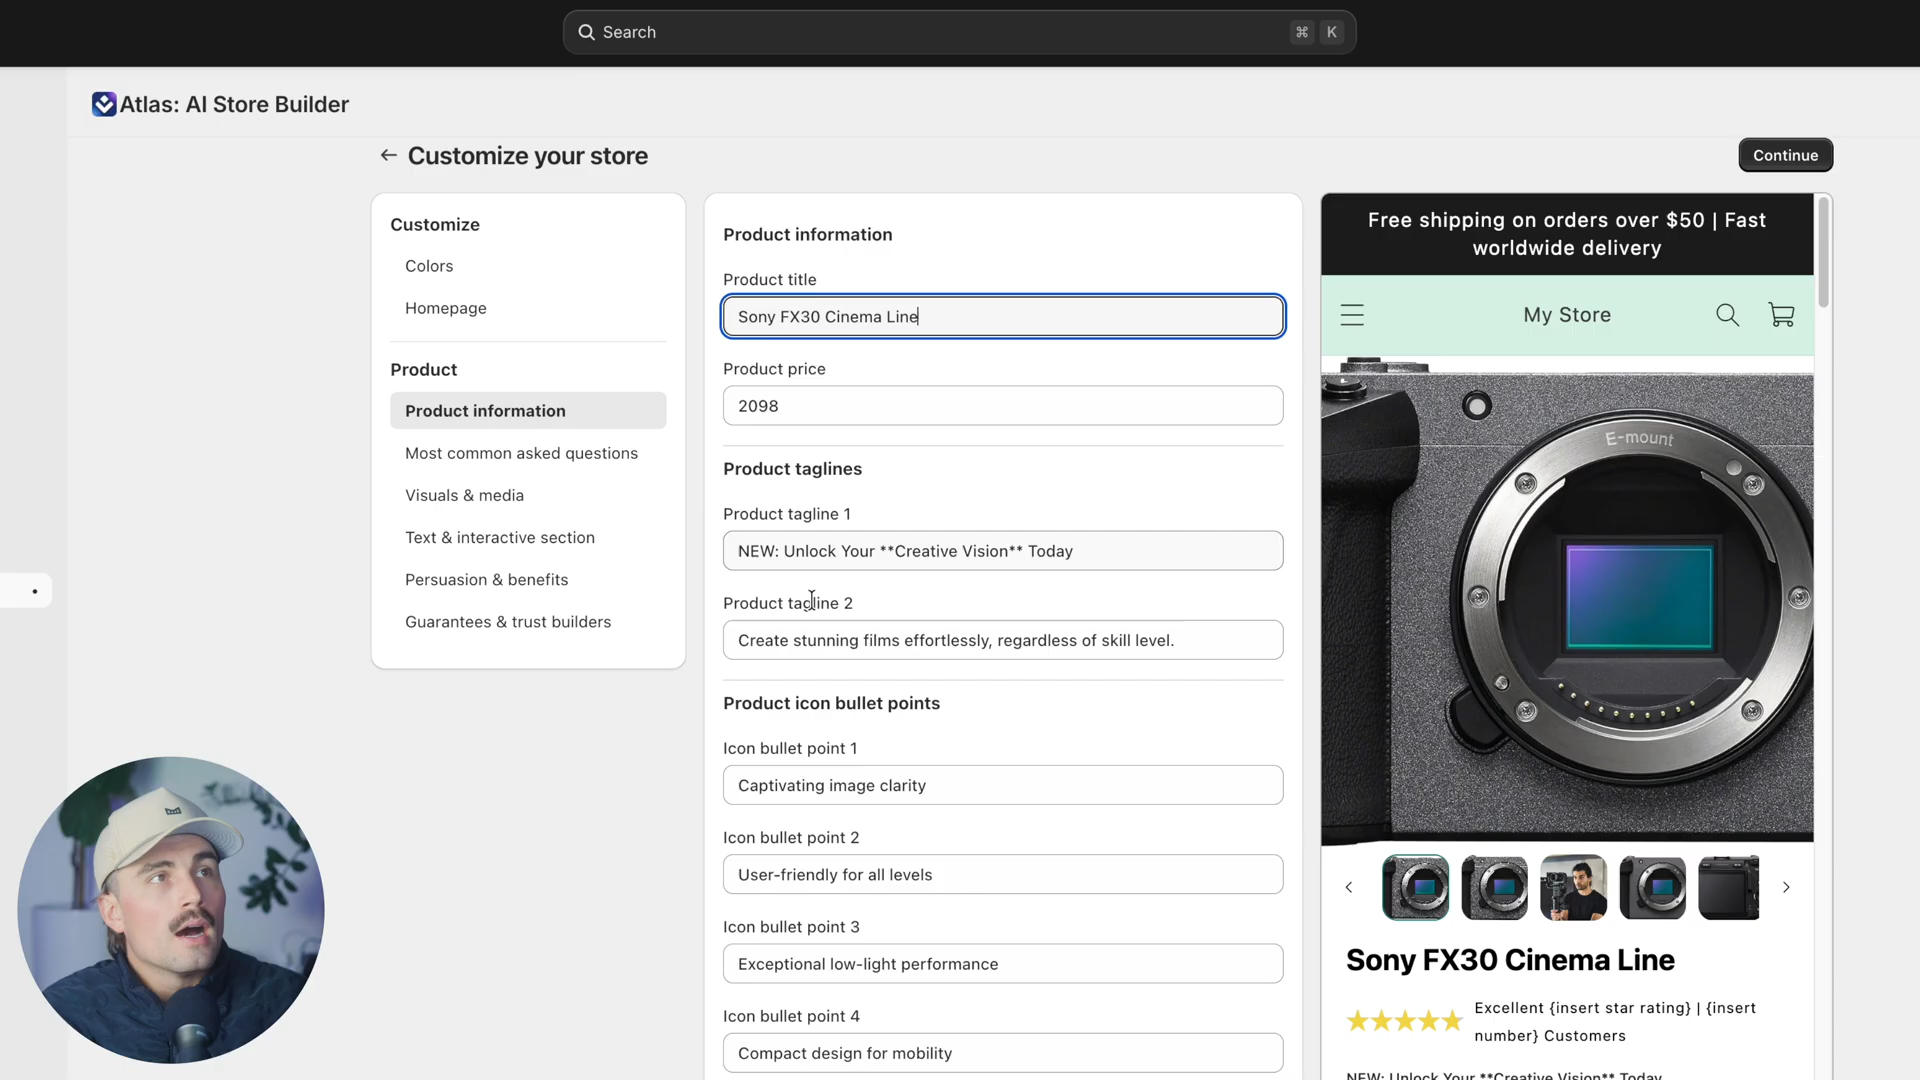 Search
⌘ K
Atlas: AI Store Builder
← Customize your store
Continue
Customize
Colors
Homepage
Product
Product information
Most common asked questions
Visuals & media
Text & interactive section
Persuasion & benefits
Guarantees & trust builders
Product information
Product title
Sony FX30 Cinema Line
Product price
2098
Product taglines
Product tagline 1
NEW: Unlock Your **Creative Vision** Today
Product tagline 2
Create stunning films effortlessly, regardless of skill level.
Product icon bullet points
Icon bullet point 1
Captivating image clarity
Icon bullet point 2
User-friendly for all levels
Icon bullet point 3
Exceptional low-light performance
Icon bullet point 4
Compact design for mobility
Free shipping on orders over $50 | Fast
worldwide delivery
My Store
E-mount
Sony FX30 Cinema Line
Excellent {insert star rating} | {insert
number} Customers
NEW: Unlock Your **Creative Vision** Today